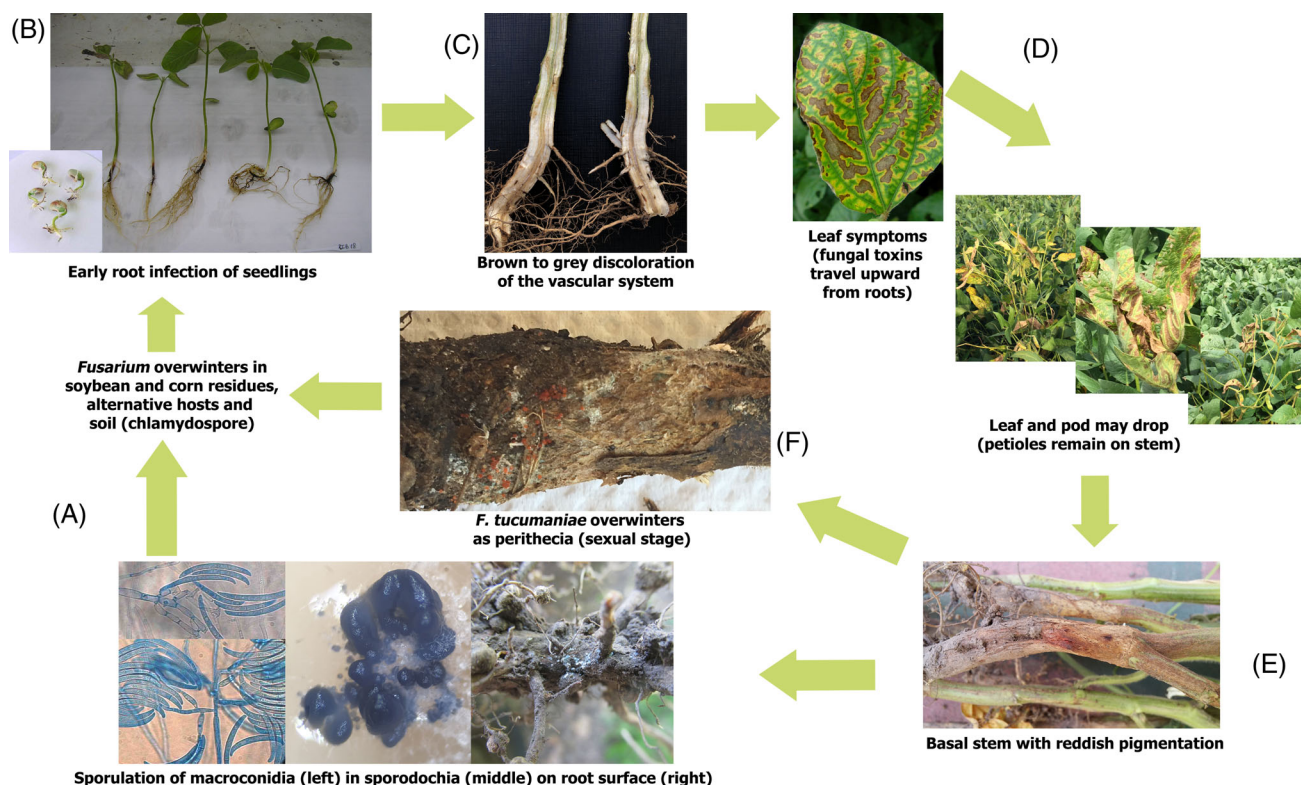 (B)
Early root infection of seedlings
(C)
Brown to grey discoloration
of the vascular system
Leaf symptoms
(fungal toxins
travel upward
from roots)
(D)
Leaf and pod may drop
(petioles remain on stem)
Fusarium overwinters in
soybean and corn residues,
alternative hosts and
soil (chlamydospore)
F. tucumaniae overwinters
as perithecia (sexual stage)
(F)
(A)
Sporulation of macroconidia (left) in sporodochia (middle) on root surface (right)
Basal stem with reddish pigmentation
(E)